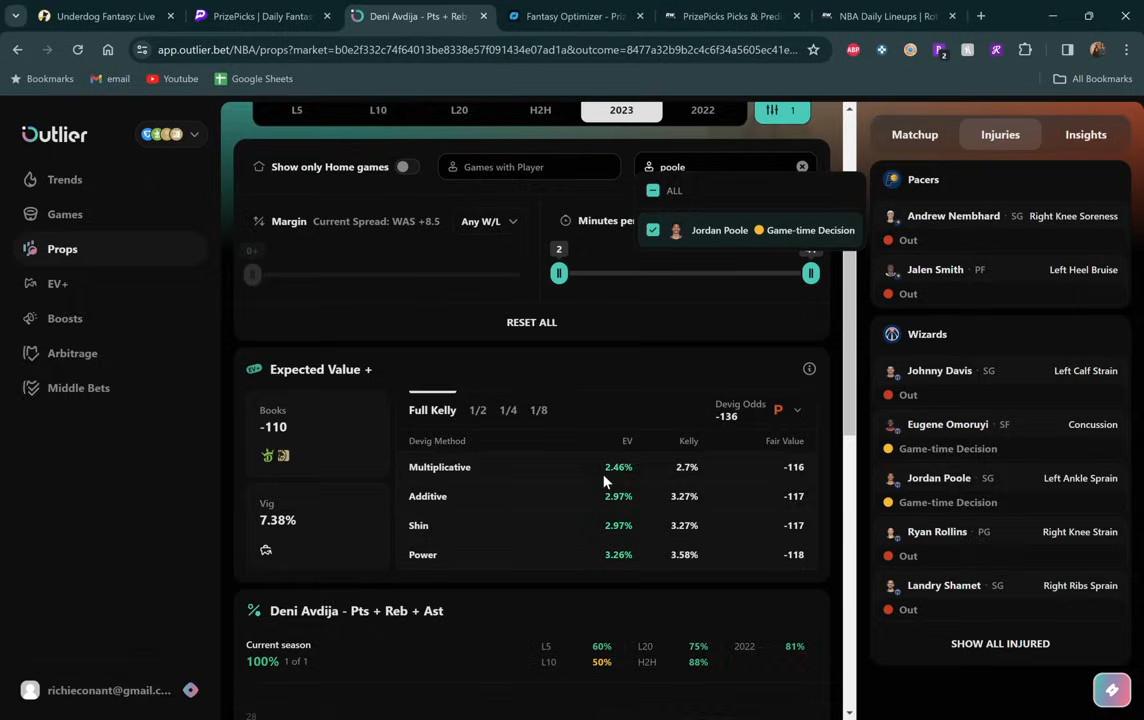 Underdog Fantasy: Live
PrizePicks | Daily Fantas
Deni Avdija - Pts + Reb
Fantasy Optimizer - Priz
PrizePicks Picks & Predi
NBA Daily Lineups | Rot
app.outlier.bet/NBA/props?market=b0e2f332c74f64013be8338e57f091314e07ad1a&outcome=8477a32b9b2c4c6f34a5605ec41e...
Bookmarks
email
Youtube
Google Sheets
All Bookmarks
Outlier
Trends
Games
Props
EV+
Boosts
Arbitrage
Middle Bets
richieconant@gmail.c...
L5 L10 L20 H2H 2023 2022 1
Show only Home games
Games with Player
poole
ALL
Jordan Poole Game-time Decision
Margin Current Spread: WAS +8.5 Any W/L
Minutes pe
0+
2
RESET ALL
Expected Value +
Books
-110
Vig
7.38%
Full Kelly 1/2 1/4 1/8
Devig Odds
-136
P
Devig Method EV Kelly Fair Value
Multiplicative 2.46% 2.7% -116
Additive 2.97% 3.27% -117
Shin 2.97% 3.27% -117
Power 3.26% 3.58% -118
Deni Avdija - Pts + Reb + Ast
Current season
100% 1 of 1
L5 60% L20 75% 2022 81%
L10 50% H2H 88%
28
Matchup Injuries Insights
Pacers
Andrew Nembhard · SG Right Knee Soreness
Out
Jalen Smith · PF Left Heel Bruise
Out
Wizards
Johnny Davis · SG Left Calf Strain
Out
Eugene Omoruyi · SF Concussion
Game-time Decision
Jordan Poole · SG Left Ankle Sprain
Game-time Decision
Ryan Rollins · PG Right Knee Strain
Out
Landry Shamet · SG Right Ribs Sprain
Out
SHOW ALL INJURED